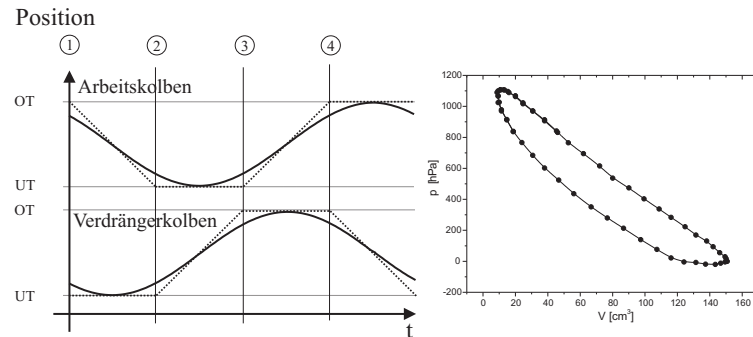 Position
① ② ③ ④
Arbeitskolben
OT
UT
OT
Verdrängerkolben
UT
t
1200
1000
800
600
400
200
0
-200
p [hPa]
0 20 40 60 80 100 120 140 160
V [cm³]